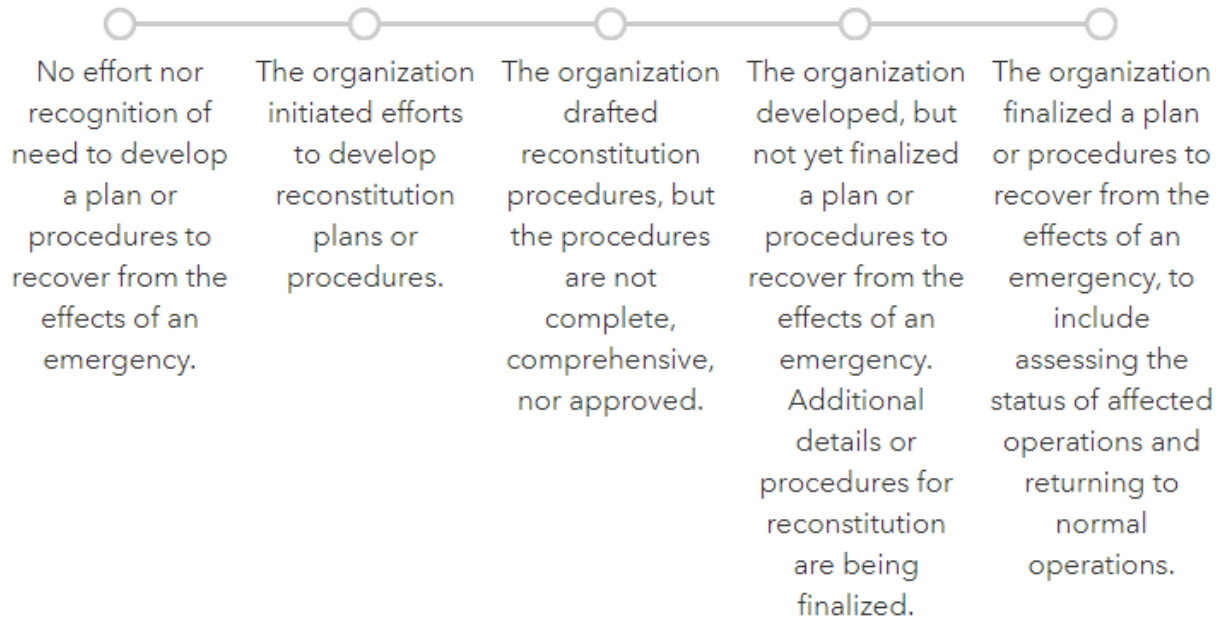 No effort nor
recognition of
need to develop
a plan or
procedures to
recover from the
effects of an
emergency.
The organization
initiated efforts
to develop
reconstitution
plans or
procedures.
The organization
drafted
reconstitution
procedures, but
the procedures
are not
complete,
comprehensive,
nor approved.
The organization
developed, but
not yet finalized
a plan or
procedures to
recover from the
effects of an
emergency.
Additional
details or
procedures for
reconstitution
are being
finalized.
The organization
finalized a plan
or procedures to
recover from the
effects of an
emergency, to
include
assessing the
status of affected
operations and
returning to
normal
operations.